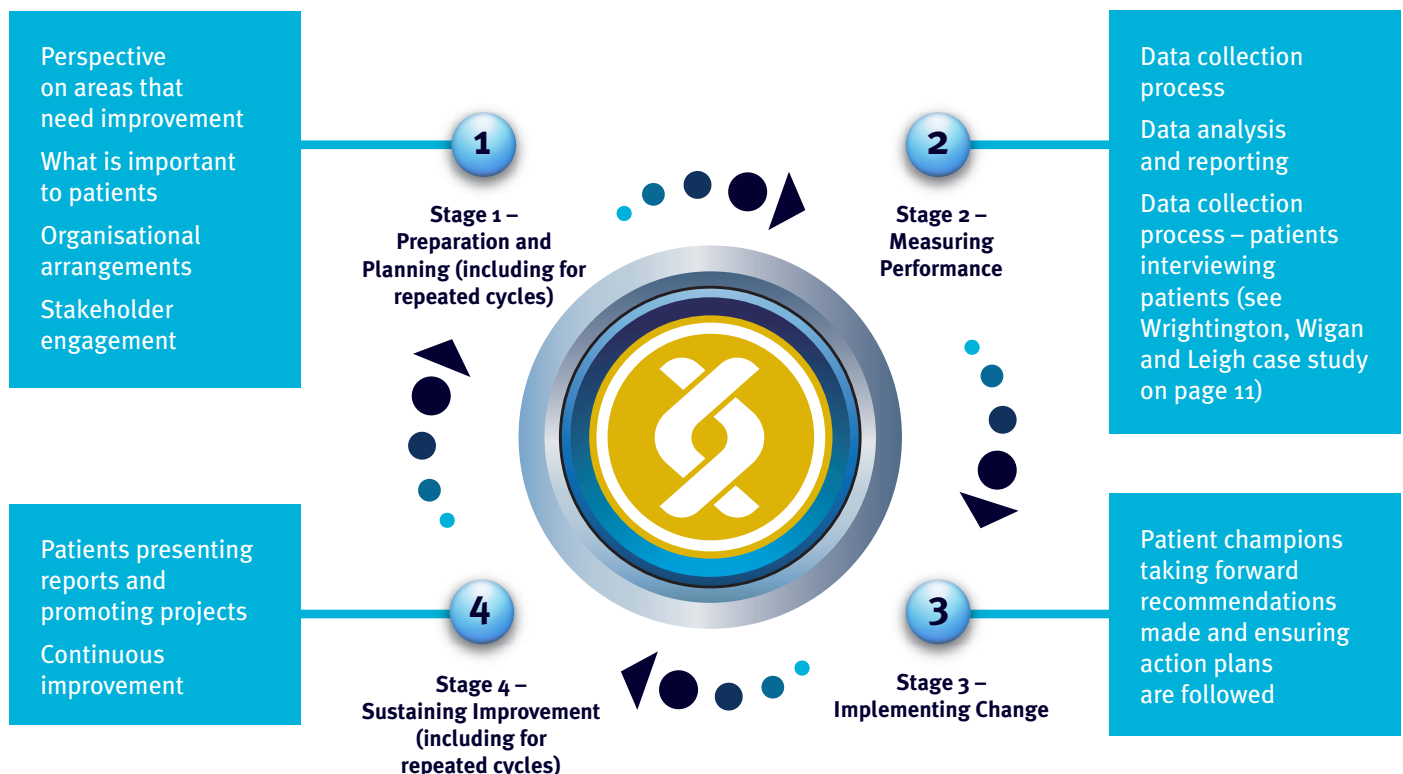 Perspective
on areas that
need improvement
What is important
to patients
Organisational
arrangements
Stakeholder
engagement
1
Stage 1 –
Preparation and
Planning (including for
repeated cycles)
2
Stage 2 –
Measuring
Performance
Data collection
process
Data analysis
and reporting
Data collection
process – patients
interviewing
patients (see
Wrightington, Wigan
and Leigh case study
on page 11)
Patients presenting
reports and
promoting projects
Continuous
improvement
4
Stage 4 –
Sustaining Improvement
(including for
repeated cycles)
3
Stage 3 –
Implementing Change
Patient champions
taking forward
recommendations
made and ensuring
action plans
are followed